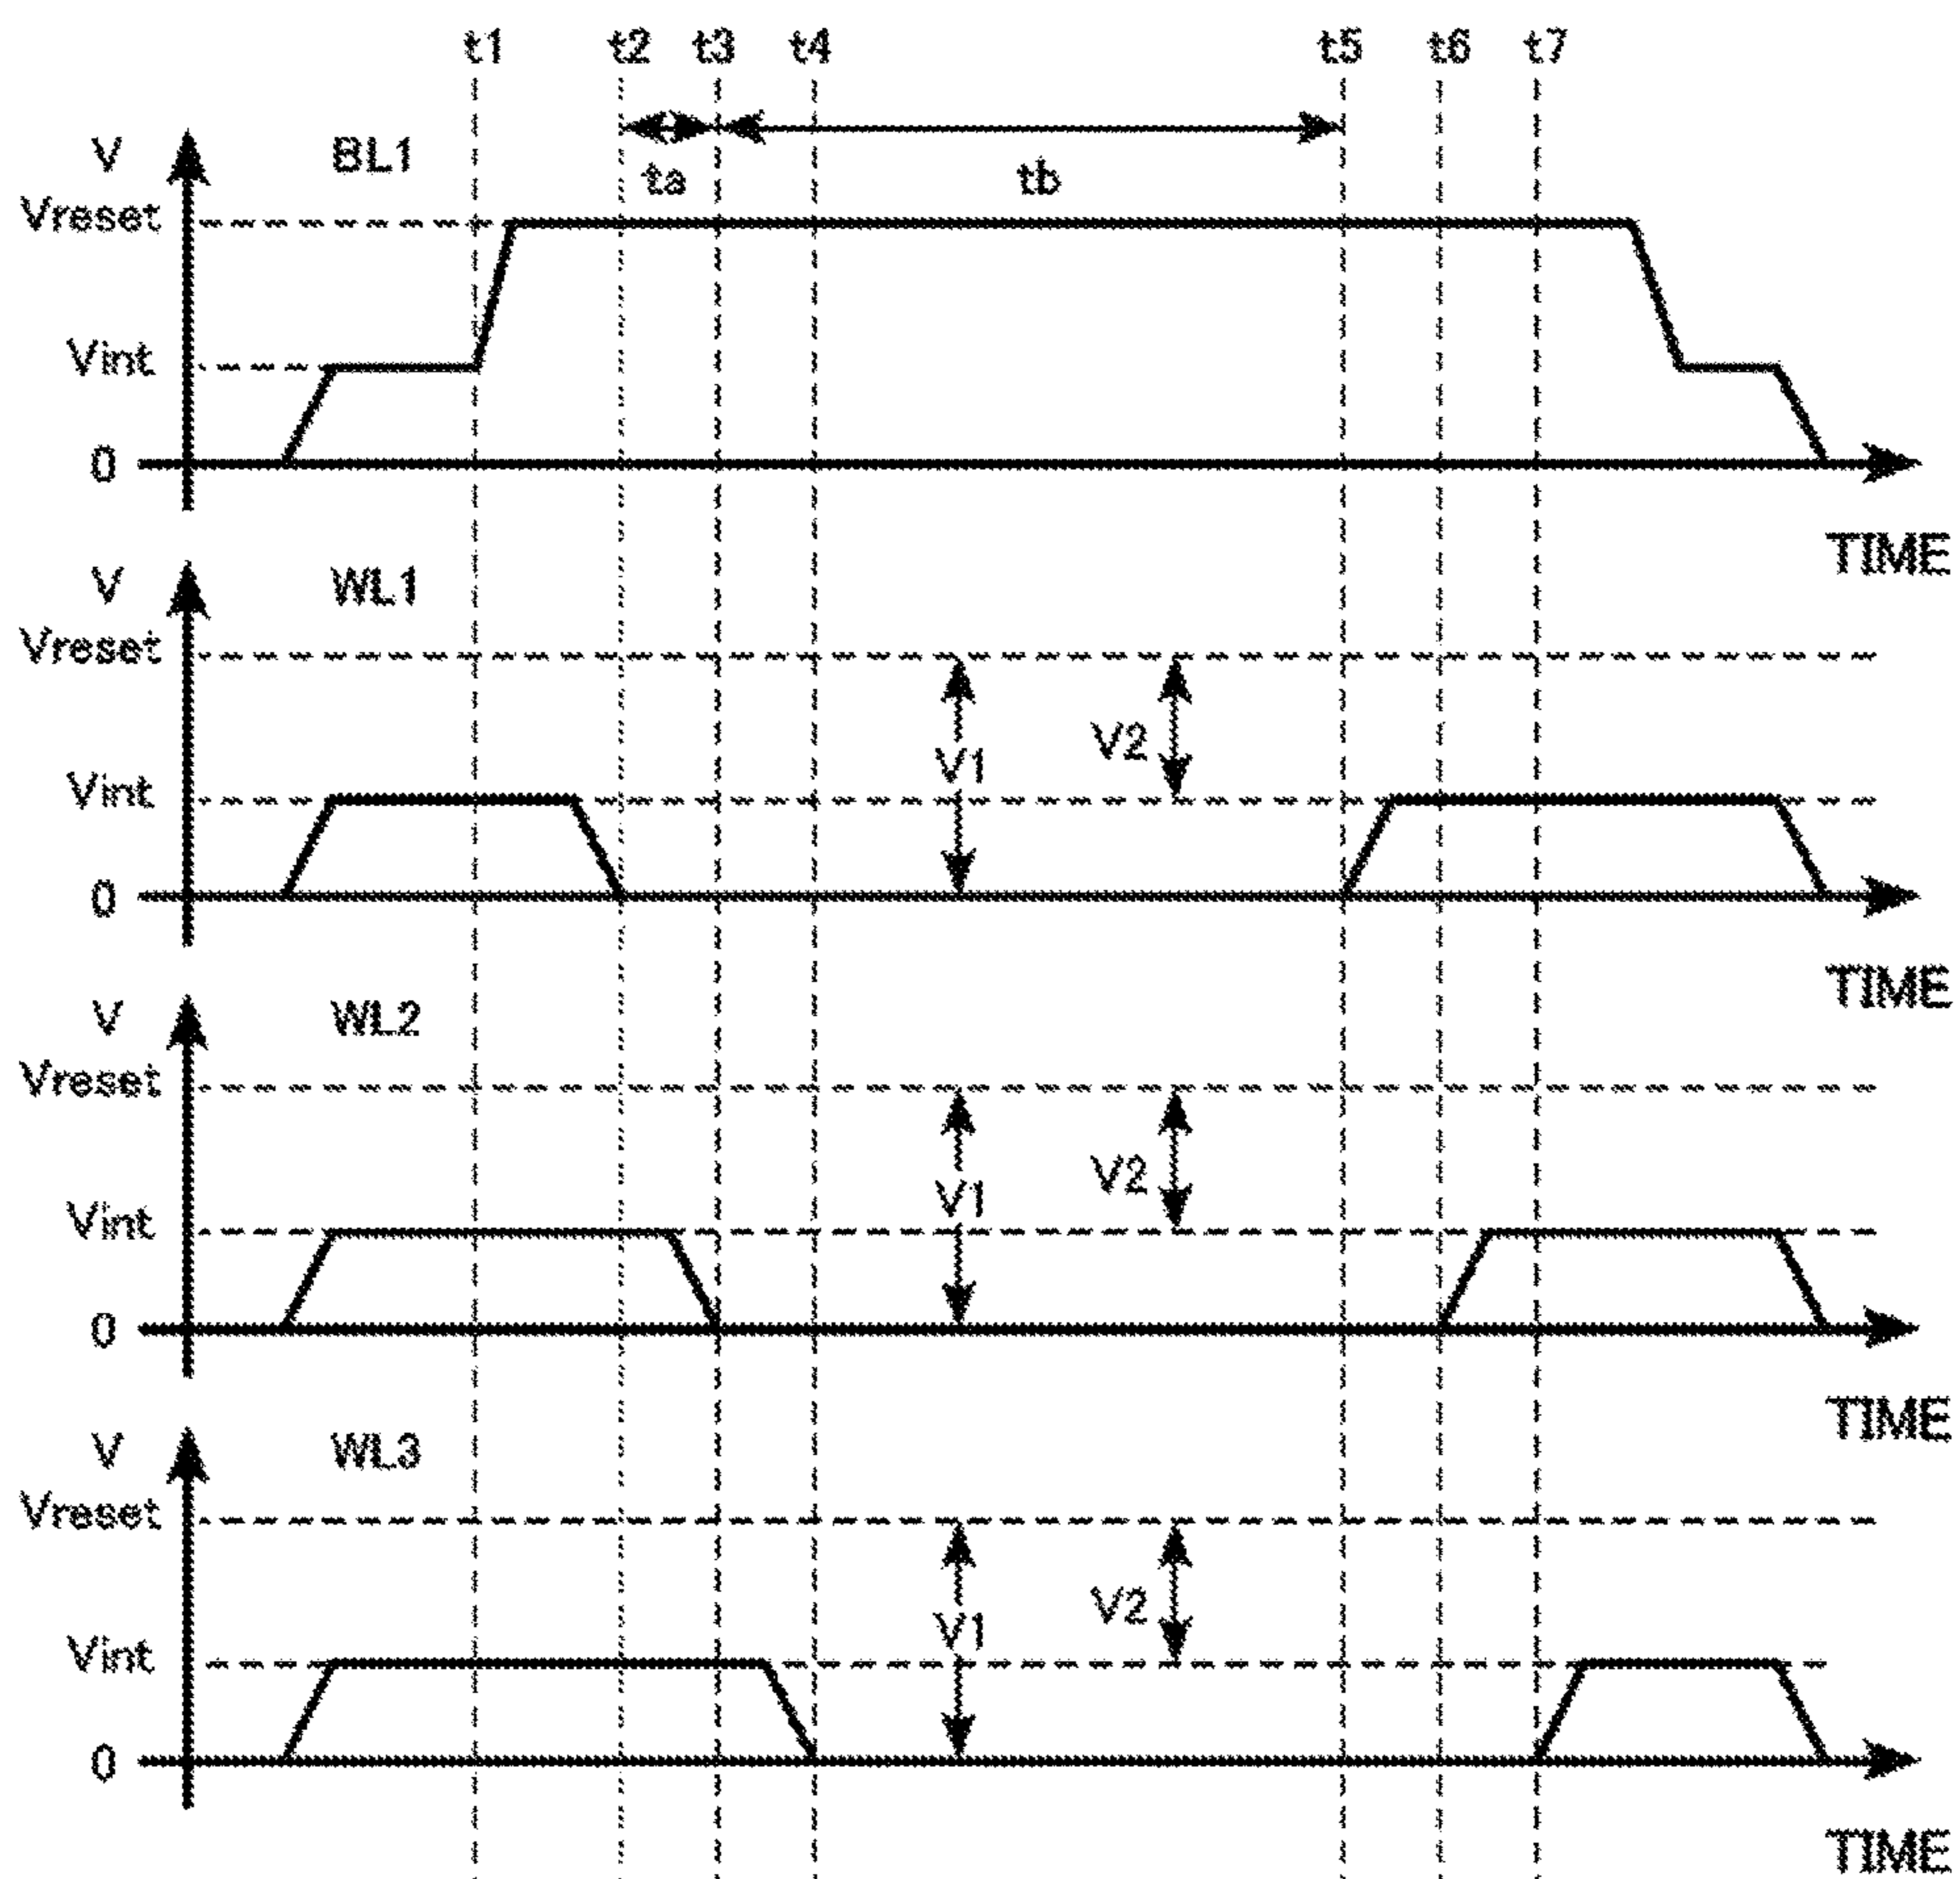 t1 t2 t3 t4 t5 t6 t7
V BL1
ta tb
Vreset
Vint
0
TIME
V WL1
Vreset
V1 V2
Vint
0
TIME
V WL2
Vreset
V1 V2
Vint
0
TIME
V WL3
Vreset
V1 V2
Vint
0
TIME